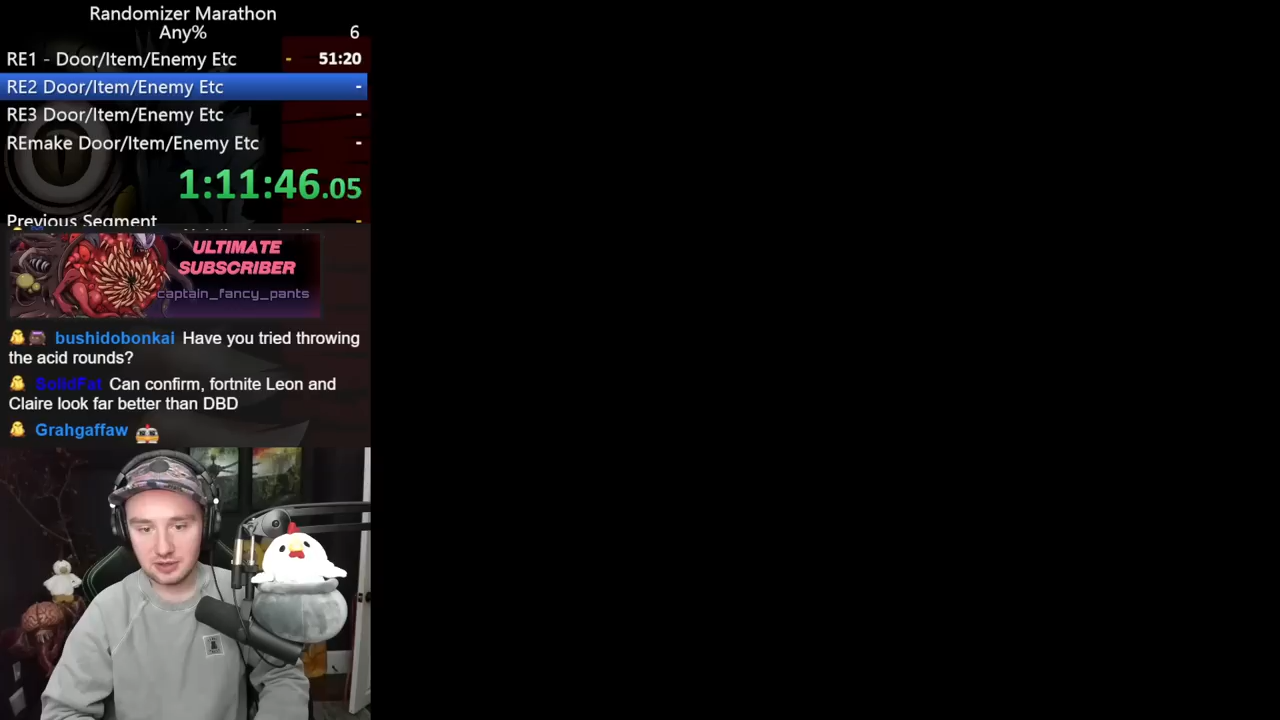 Randomizer Marathon
Any% 6
RE1 - Door/Item/Enemy Etc - 51:20
RE2 Door/Item/Enemy Etc -
RE3 Door/Item/Enemy Etc -
REmake Door/Item/Enemy Etc -
1:11:46.05
Previous Segment -
ULTIMATE
SUBSCRIBER
captain_fancy_pants
bushidobonkai Have you tried throwing
the acid rounds?
SolidFat Can confirm, fortnite Leon and
Claire look far better than DBD
Grahgaffaw